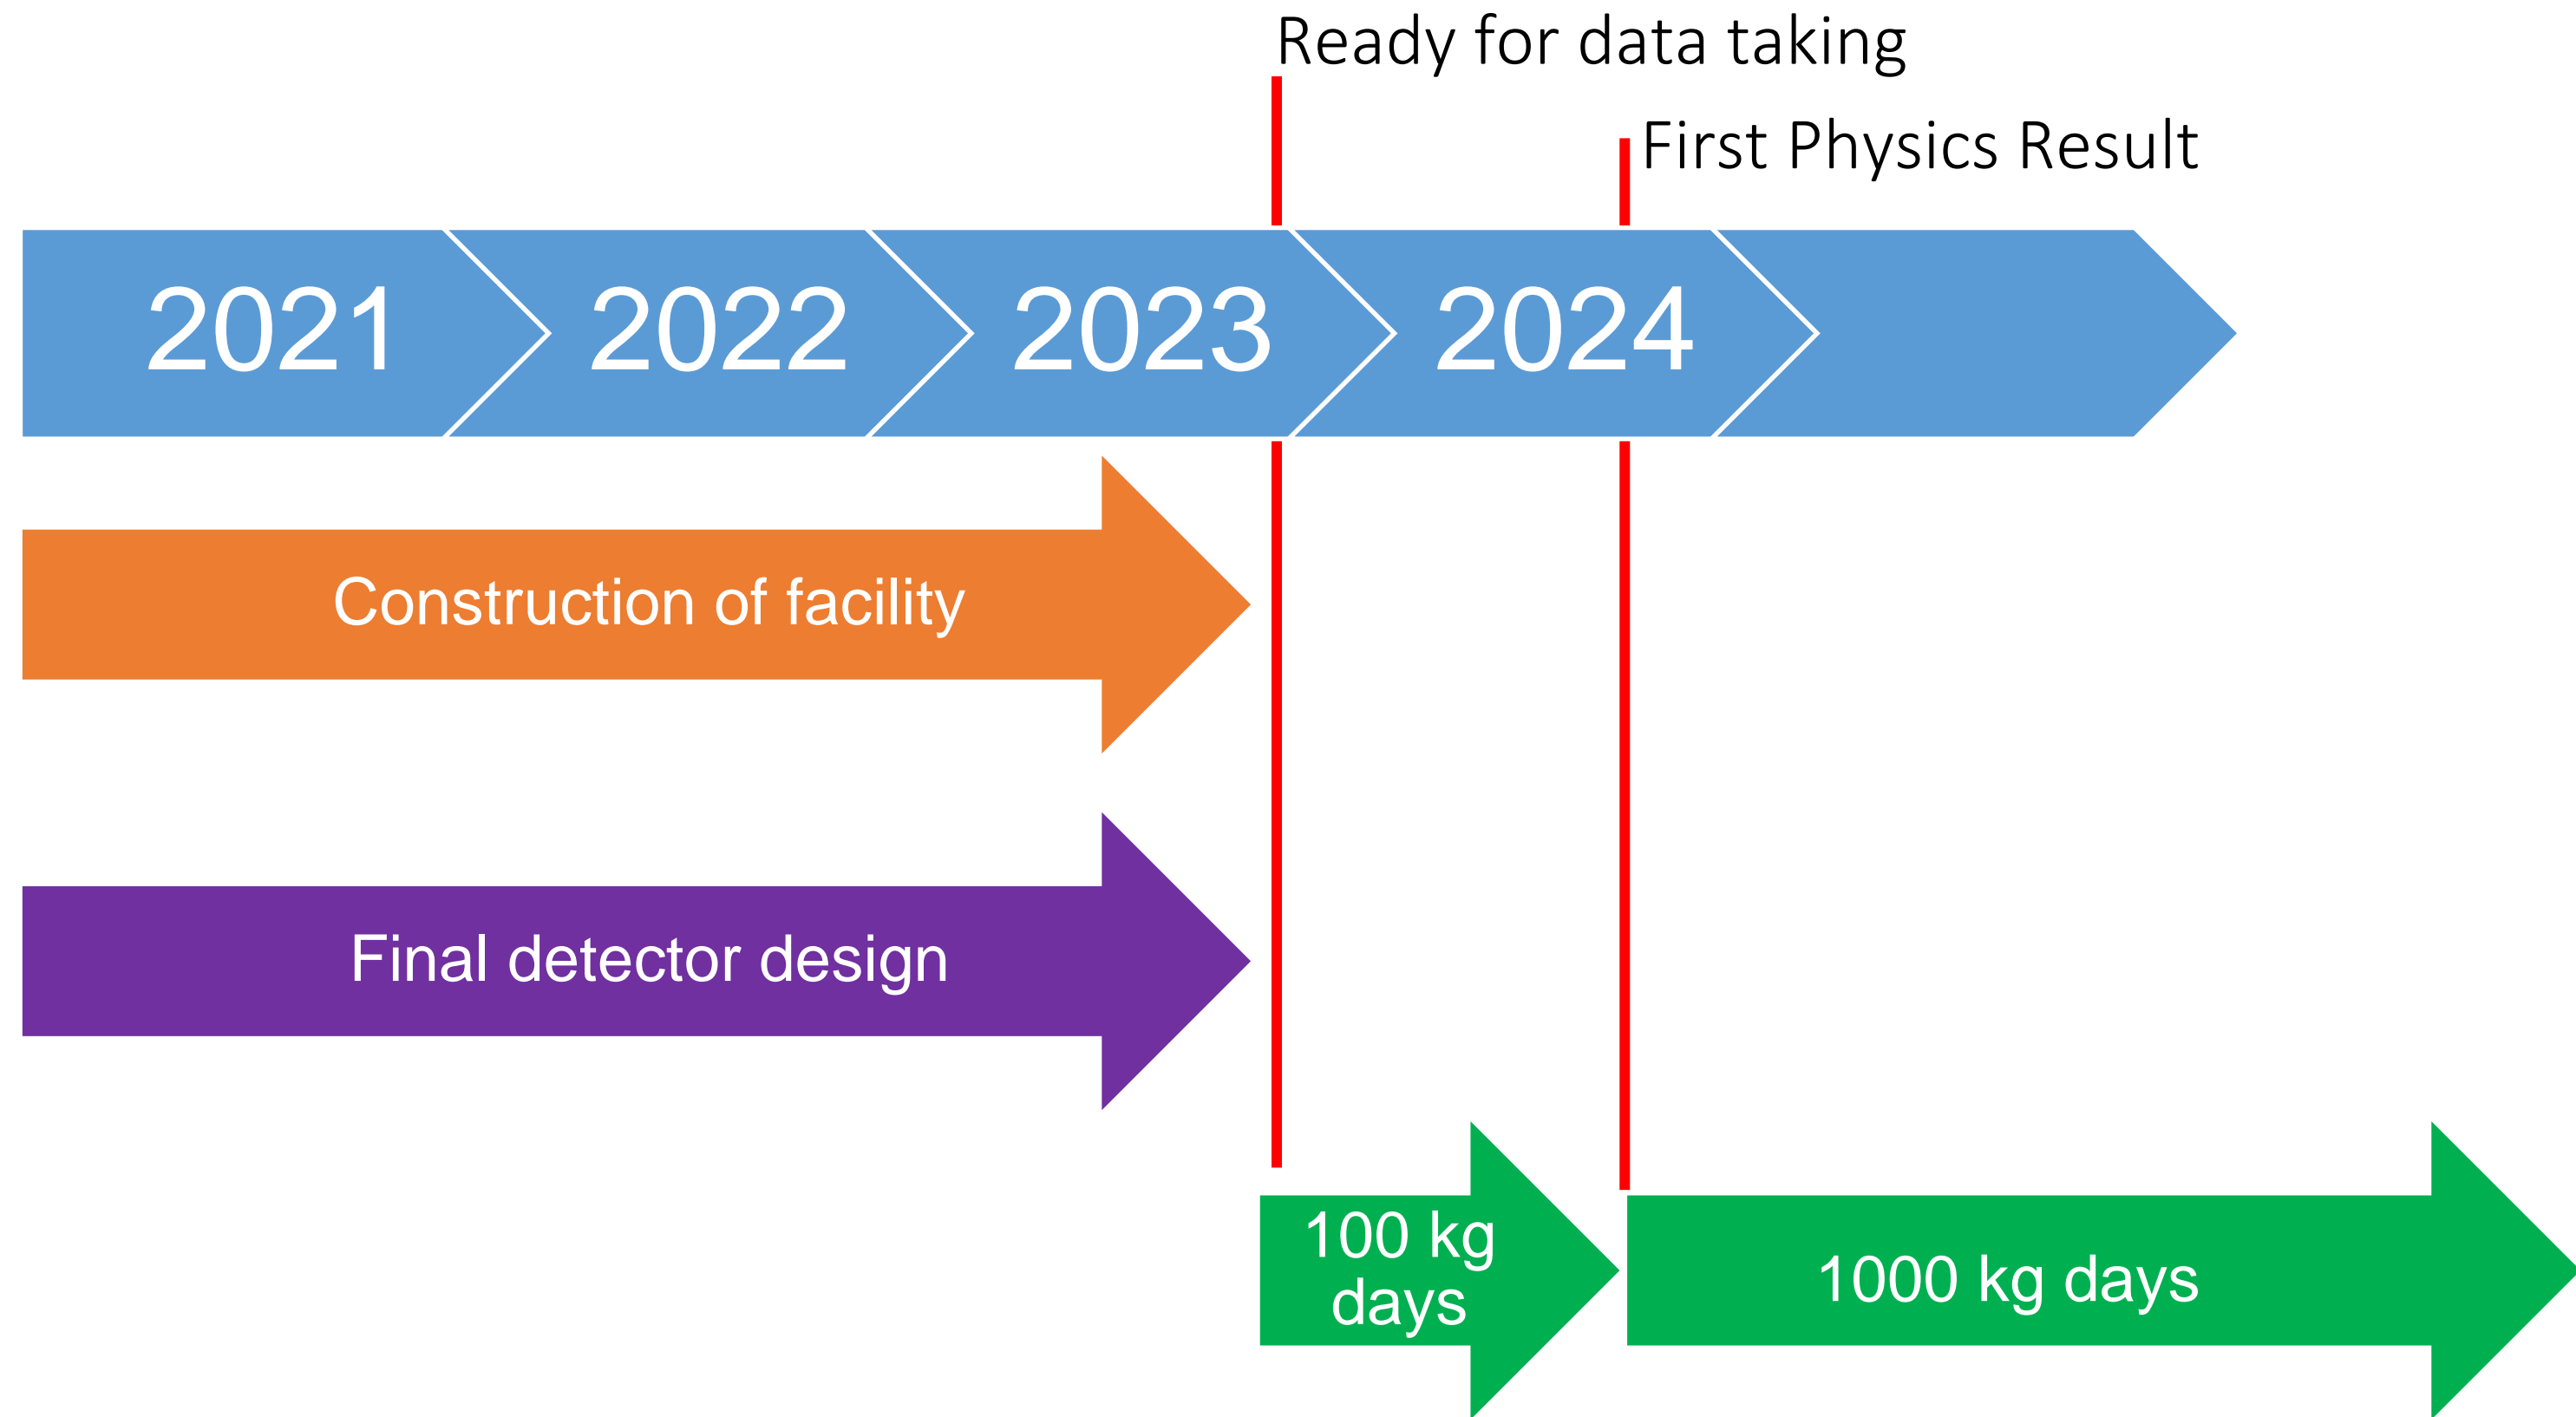 Ready for data taking
First Physics Result
2021
2022
2023
2024
Construction of facility
Final detector design
100 kg
days
1000 kg days